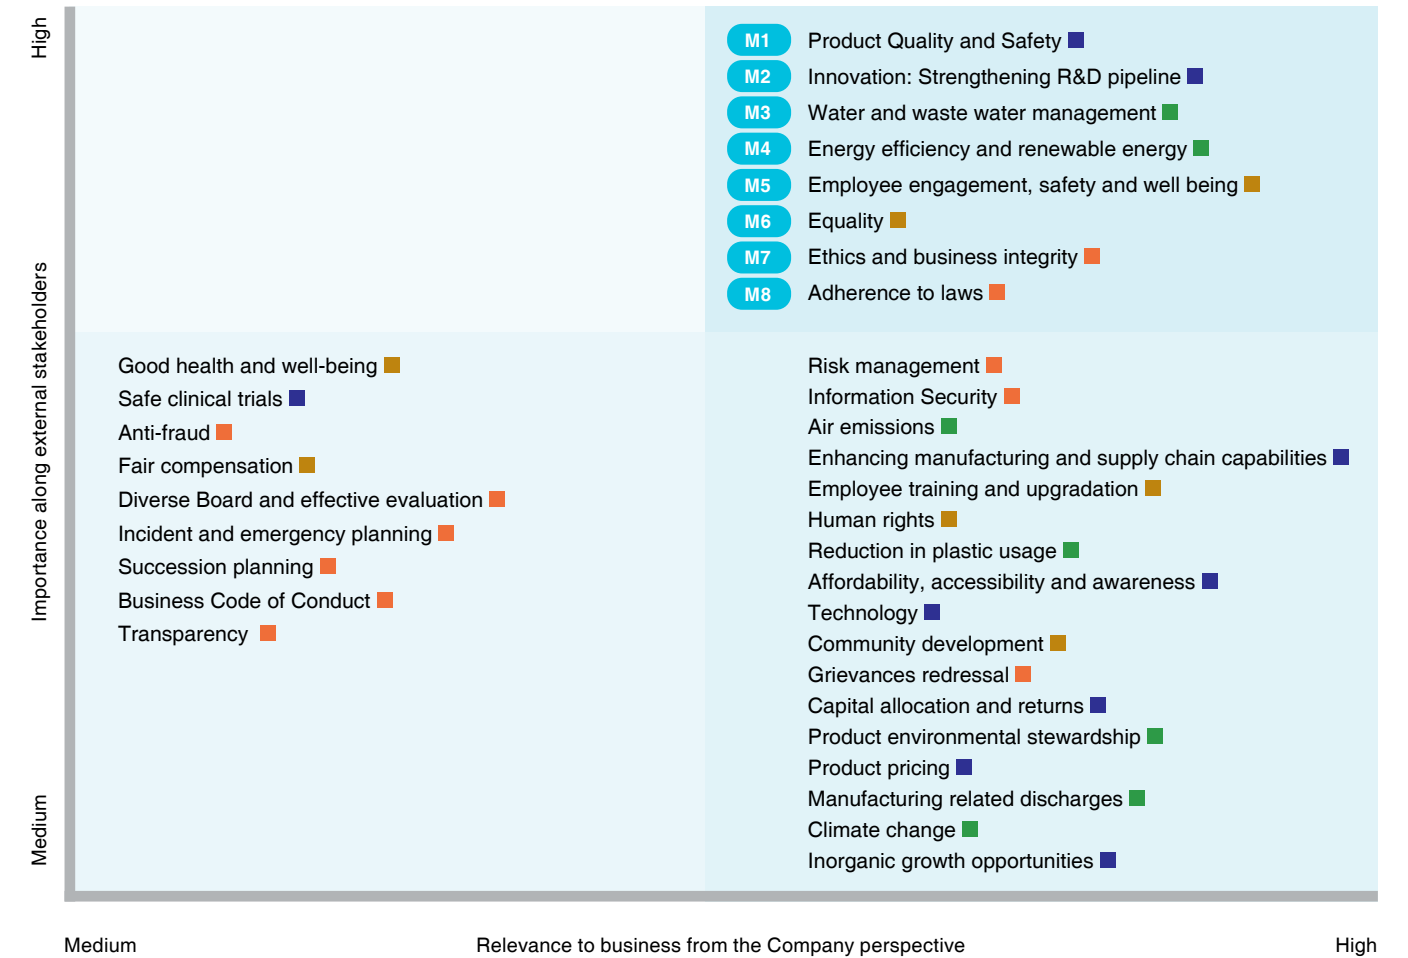 High
M1 Product Quality and Safety
M2 Innovation: Strengthening R&D pipeline
M3 Water and waste water management
M4 Energy efficiency and renewable energy
M5 Employee engagement, safety and well being
M6 Equality
M7 Ethics and business integrity
M8 Adherence to laws
Importance along external stakeholders
Good health and well-being
Safe clinical trials
Anti-fraud
Fair compensation
Diverse Board and effective evaluation
Incident and emergency planning
Succession planning
Business Code of Conduct
Transparency
Risk management
Information Security
Air emissions
Enhancing manufacturing and supply chain capabilities
Employee training and upgradation
Human rights
Reduction in plastic usage
Affordability, accessibility and awareness
Technology
Community development
Grievances redressal
Capital allocation and returns
Product environmental stewardship
Product pricing
Manufacturing related discharges
Climate change
Inorganic growth opportunities
Medium
Medium
Relevance to business from the Company perspective
High